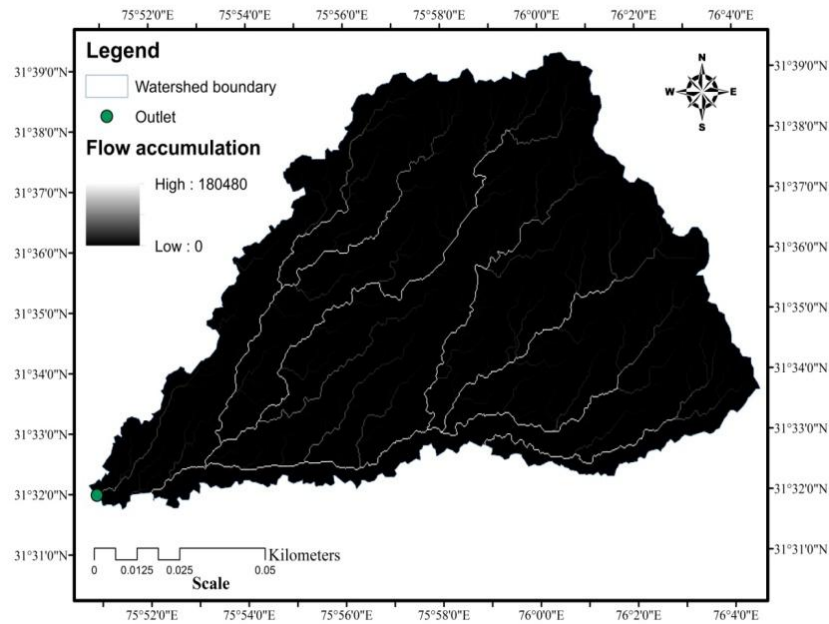 75°52'0"E 75°54'0"E 75°56'0"E 75°58'0"E 76°0'0"E 76°2'0"E 76°4'0"E
Legend
Watershed boundary
Outlet
Flow accumulation
High : 180480
Low : 0
N
W E
S
31°39'0"N 31°39'0"N
31°38'0"N 31°38'0"N
31°37'0"N 31°37'0"N
31°36'0"N 31°36'0"N
31°35'0"N 31°35'0"N
31°34'0"N 31°34'0"N
31°33'0"N 31°33'0"N
31°32'0"N 31°32'0"N
31°31'0"N 31°31'0"N
Kilometers
0 0.0125 0.025 0.05
Scale
75°52'0"E 75°54'0"E 75°56'0"E 75°58'0"E 76°0'0"E 76°2'0"E 76°4'0"E